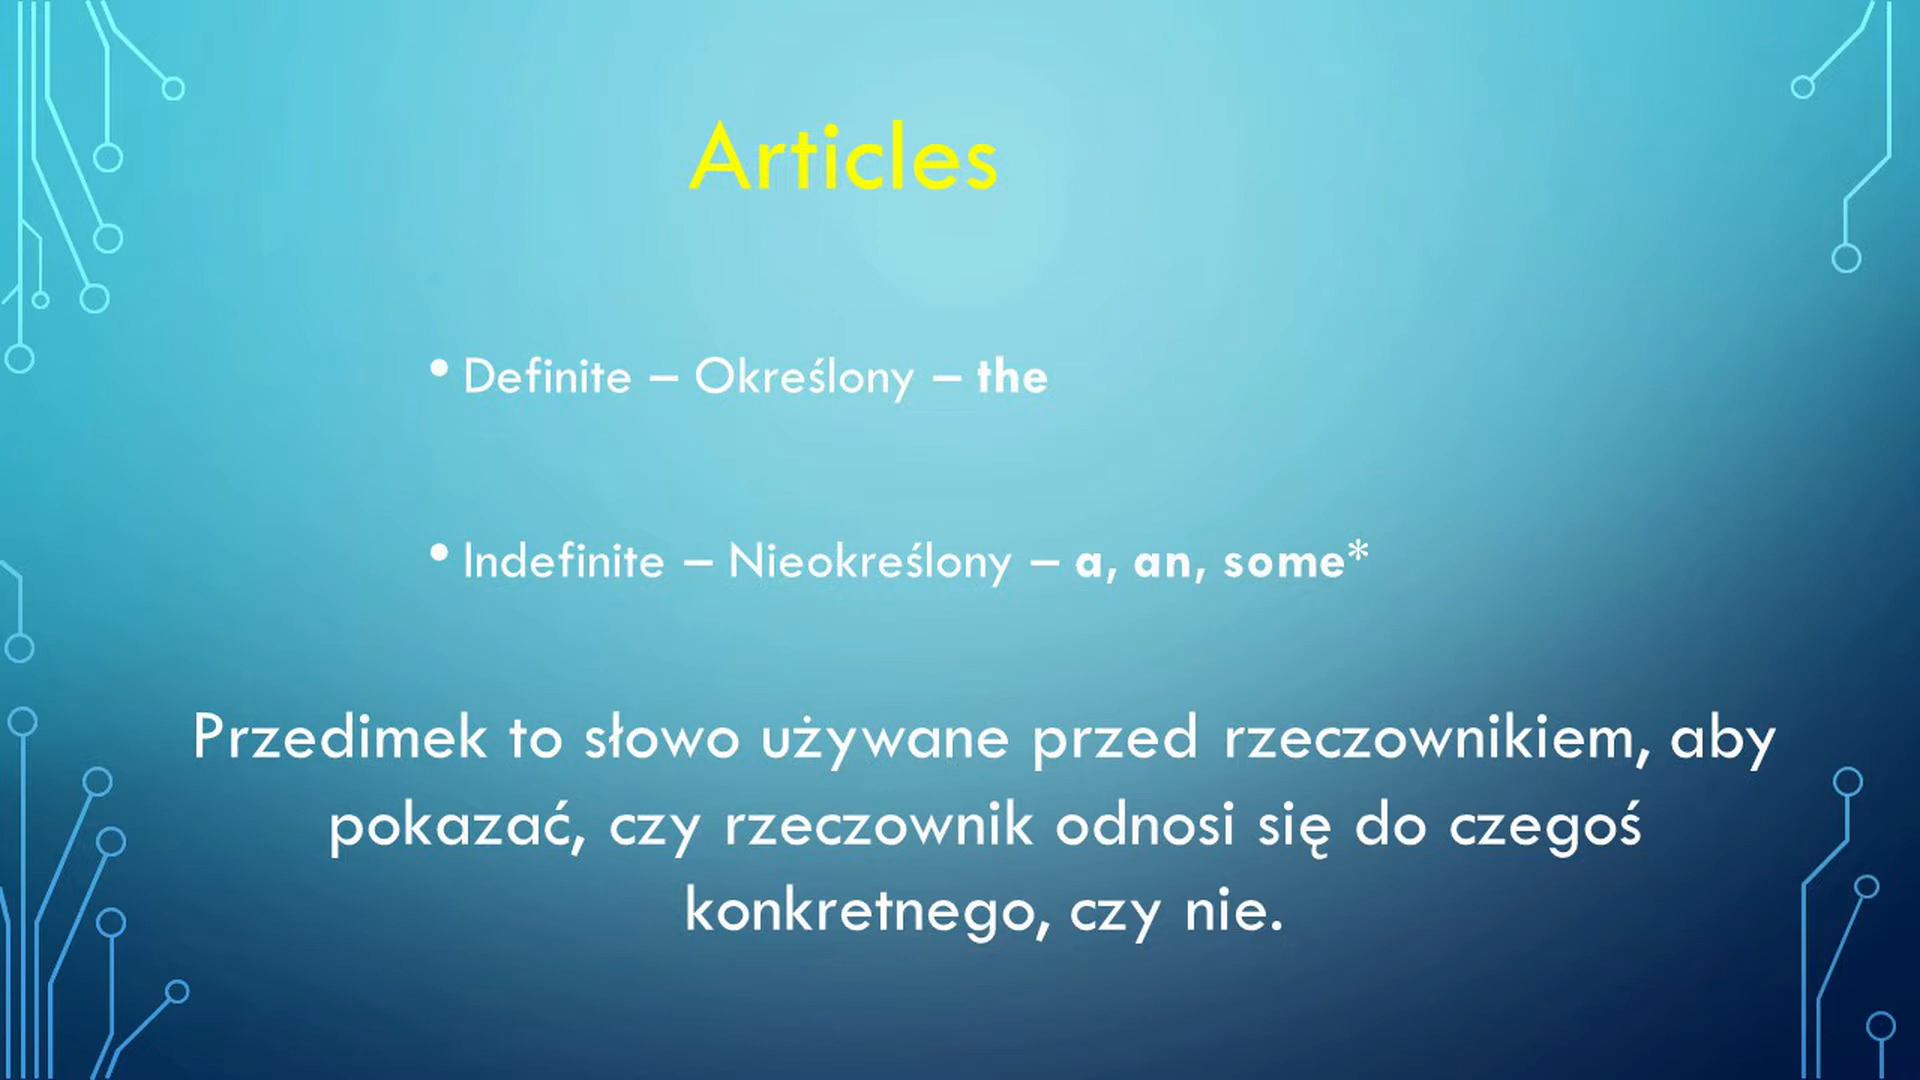 Articles
• Definite – Określony – the
• Indefinite – Nieokreślony – a, an, some*
Przedimek to słowo używane przed rzeczownikiem, aby
pokazać, czy rzeczownik odnosi się do czegoś
konkretnego, czy nie.